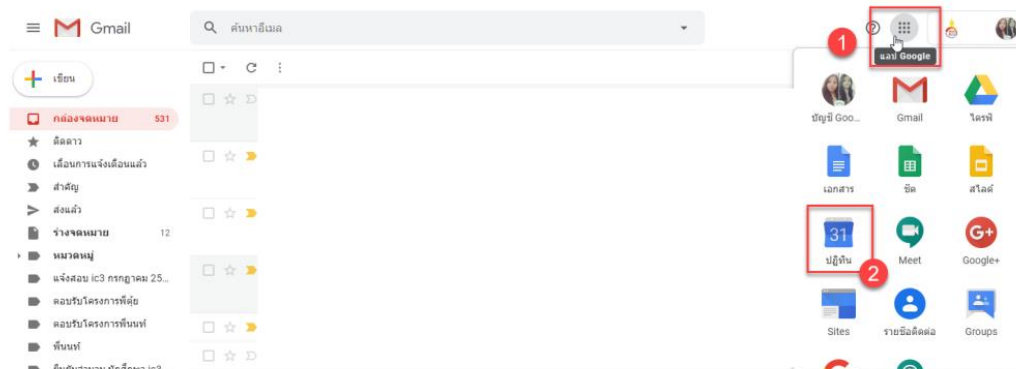 Gmail
ค้นหาอีเมล
1
แอป Google
เขียน
กล่องจดหมาย 531
ติดดาว
เลื่อนการแจ้งเตือนแล้ว
สำคัญ
ส่งแล้ว
ร่างจดหมาย 12
หมวดหมู่
แจ้งสอบ ic3 กรกฎาคม 25...
ตอบรับโครงการพี่ตุ้ย
ตอบรับโครงการพี่นนท์
พี่นนท์
บัญชี Goo...
Gmail
ไดรฟ์
เอกสาร
ชีต
สไลด์
31
G+
ปฏิทิน
Meet
Google+
2
Sites
รายชื่อติดต่อ
Groups